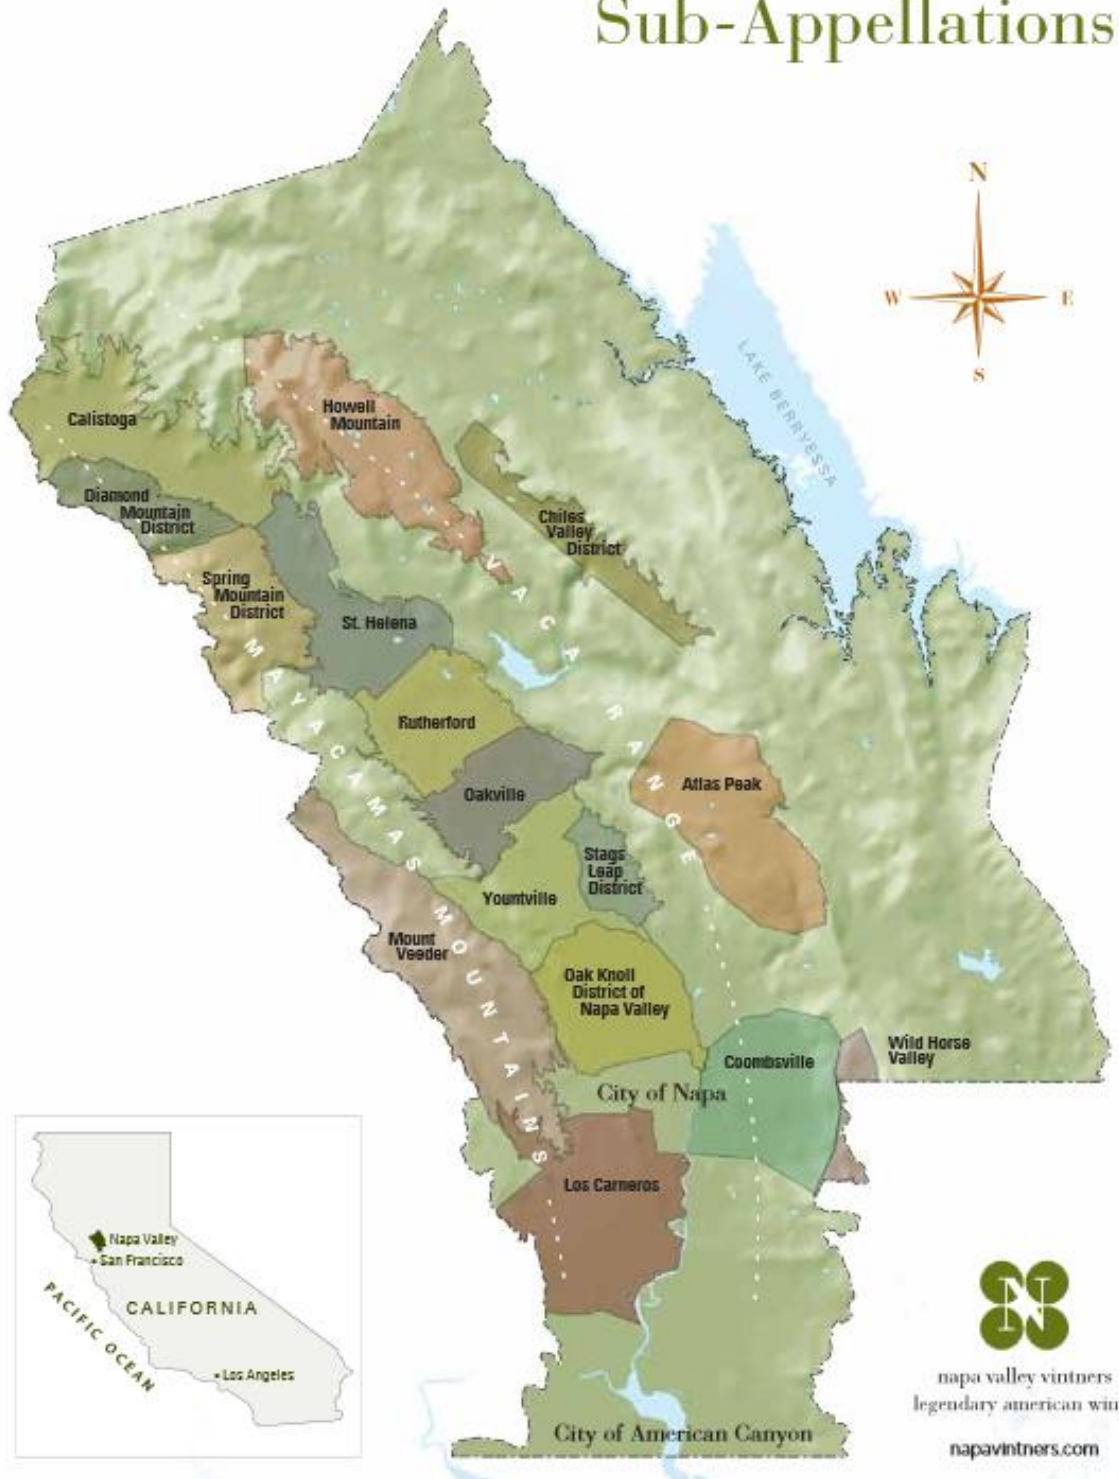 Sub-Appellations
N
W
E
S
LAKE BERRYESSA
Calistoga
Howell
Mountain
Diamond
Mountain
District
Chiles
Valley
District
Spring
Mountain
District
St. Helena
VACA RANGE
MAYACAMAS MOUNTAINS
Rutherford
Oakville
Atlas Peak
Stags
Leap
District
Yountville
Mount
Veeder
Oak Knoll
District of
Napa Valley
Coombsville
Wild Horse
Valley
City of Napa
Los Carneros
Napa Valley
San Francisco
CALIFORNIA
PACIFIC OCEAN
Los Angeles
City of American Canyon
N
N
napa valley vintners
legendary american win
napavintners.com